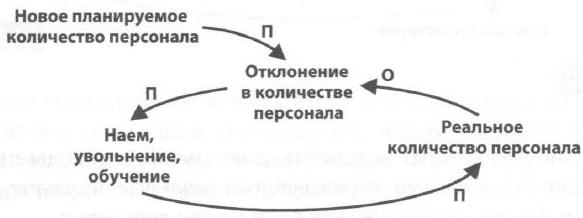 Новое планируемое
количество персонала
П
О
Отклонение
в количестве
персонала
П
Наем,
увольнение,
обучение
Реальное
количество персонала
П